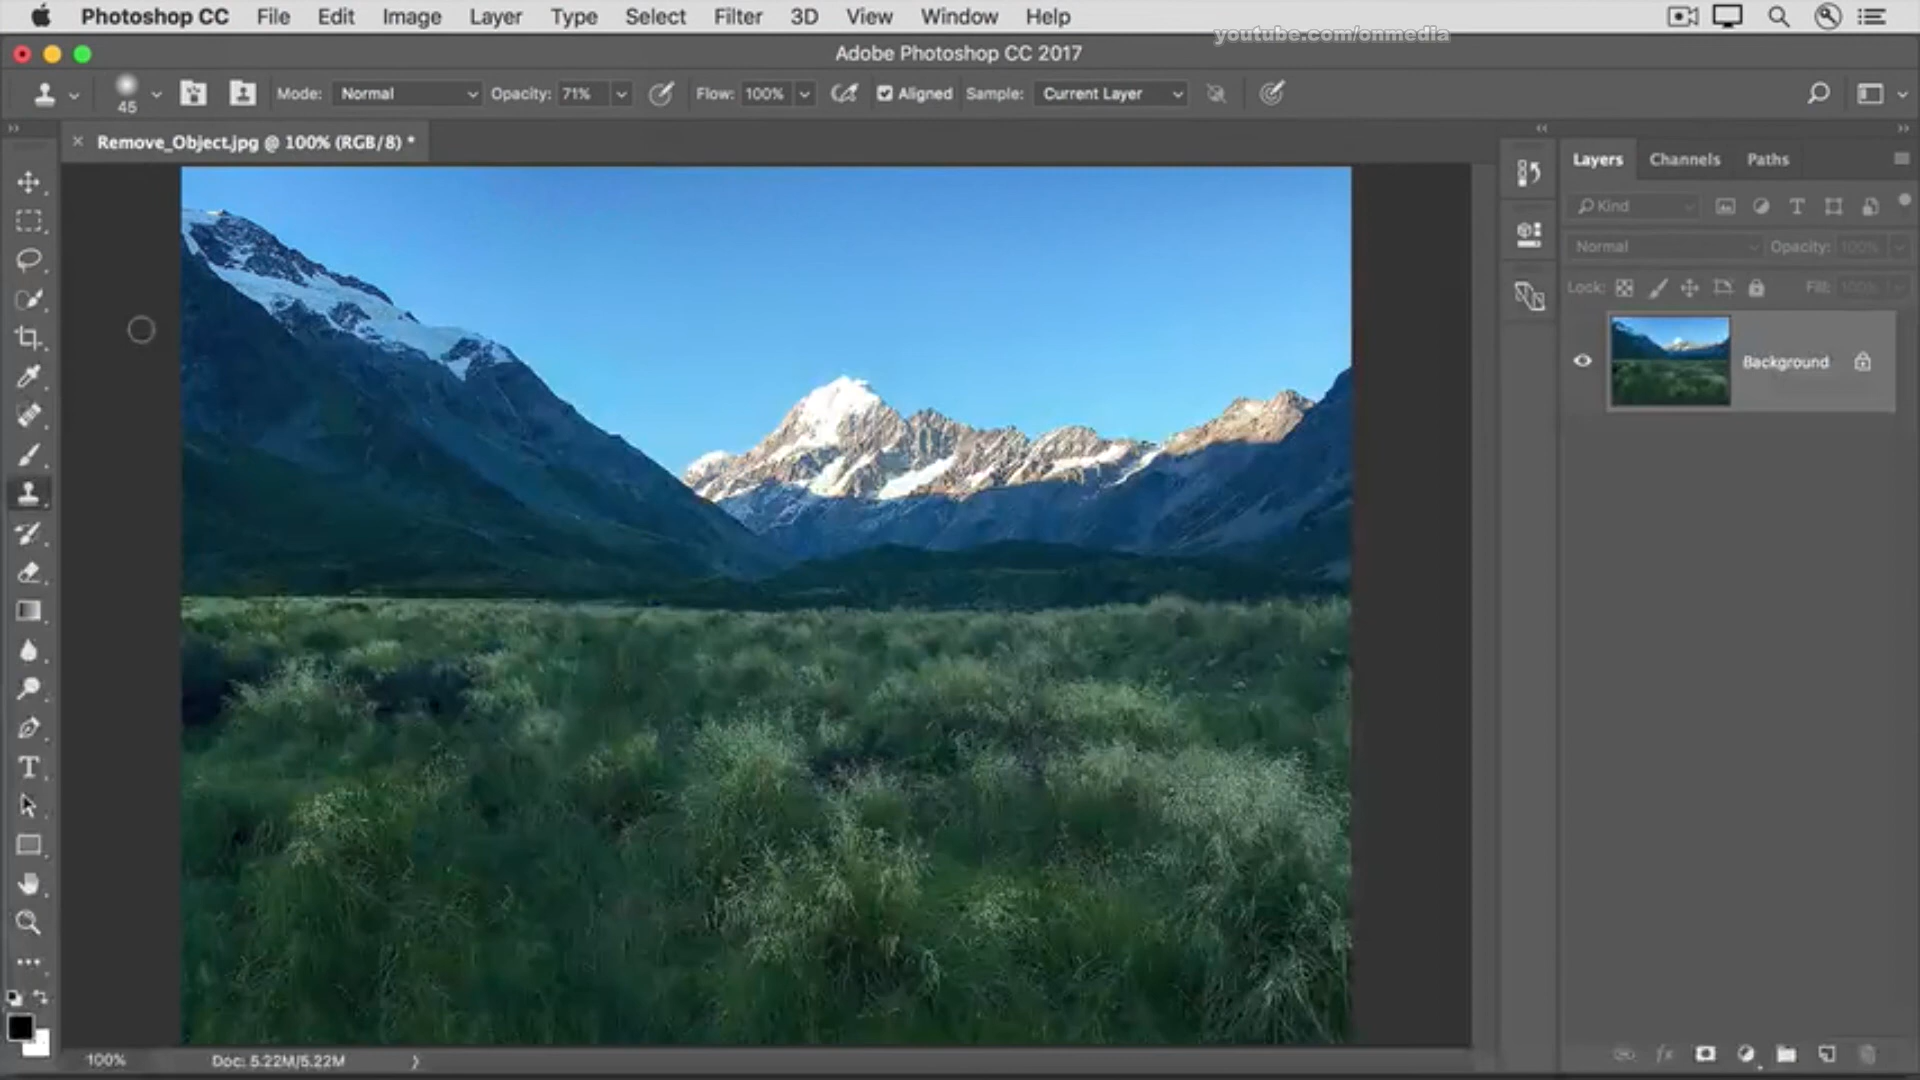 Photoshop CC File Edit Image Layer Type Select Filter 3D View Window Help
youtube.com/onmedia
Adobe Photoshop CC 2017
45 Mode: Normal Opacity: 71% Flow: 100% Aligned Sample: Current Layer
Remove_Object.jpg @ 100% (RGB/8) *
Layers Channels Paths
Kind
Normal Opacity: 100%
Lock: Fill: 100%
Background
100% Doc: 5.22M/5.22M